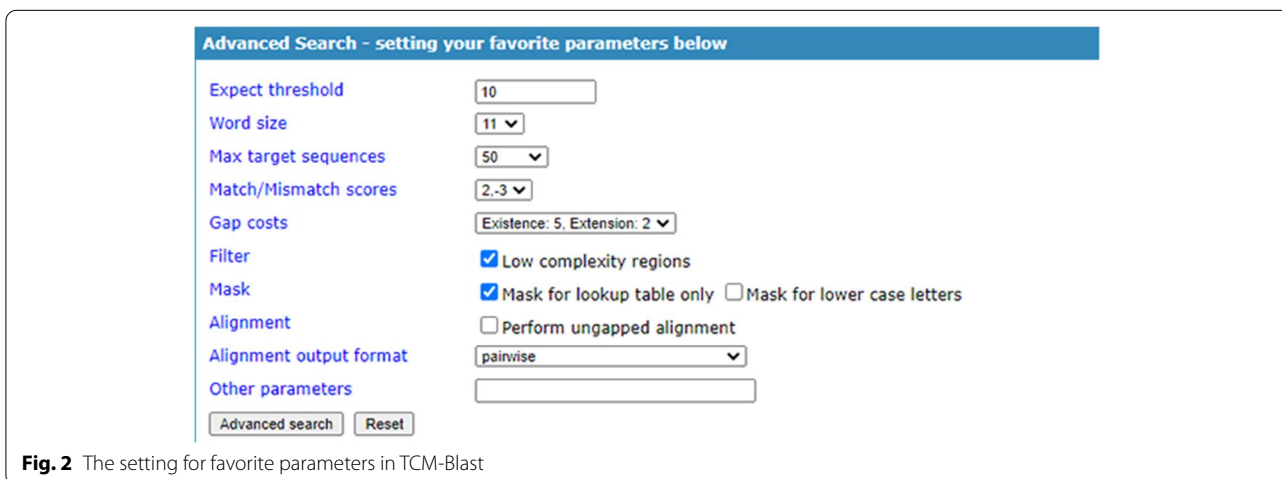 Advanced Search - setting your favorite parameters below
Expect threshold 10
Word size 11
Max target sequences 50
Match/Mismatch scores 2,-3
Gap costs Existence: 5, Extension: 2
Filter Low complexity regions
Mask Mask for lookup table only Mask for lower case letters
Alignment Perform ungapped alignment
Alignment output format pairwise
Other parameters
Advanced search Reset
Fig. 2 The setting for favorite parameters in TCM-Blast